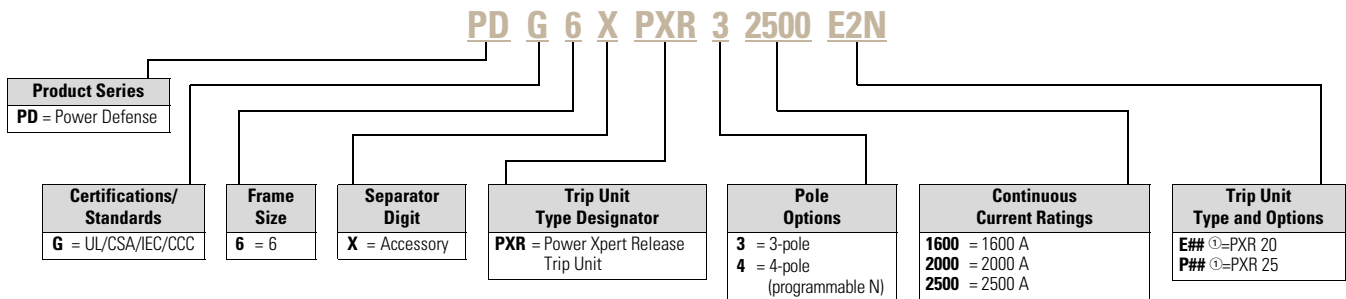 PD G 6 X PXR 3 2500 E2N
Product Series
PD = Power Defense
Certifications/
Standards
G = UL/CSA/IEC/CCC
Frame
Size
6 = 6
Separator
Digit
X = Accessory
Trip Unit
Type Designator
PXR = Power Xpert Release
Trip Unit
Pole
Options
3 = 3-pole
4 = 4-pole
(programmable N)
Continuous
Current Ratings
1600 = 1600 A
2000 = 2000 A
2500 = 2500 A
Trip Unit
Type and Options
E## ①=PXR 20
P## ①=PXR 25